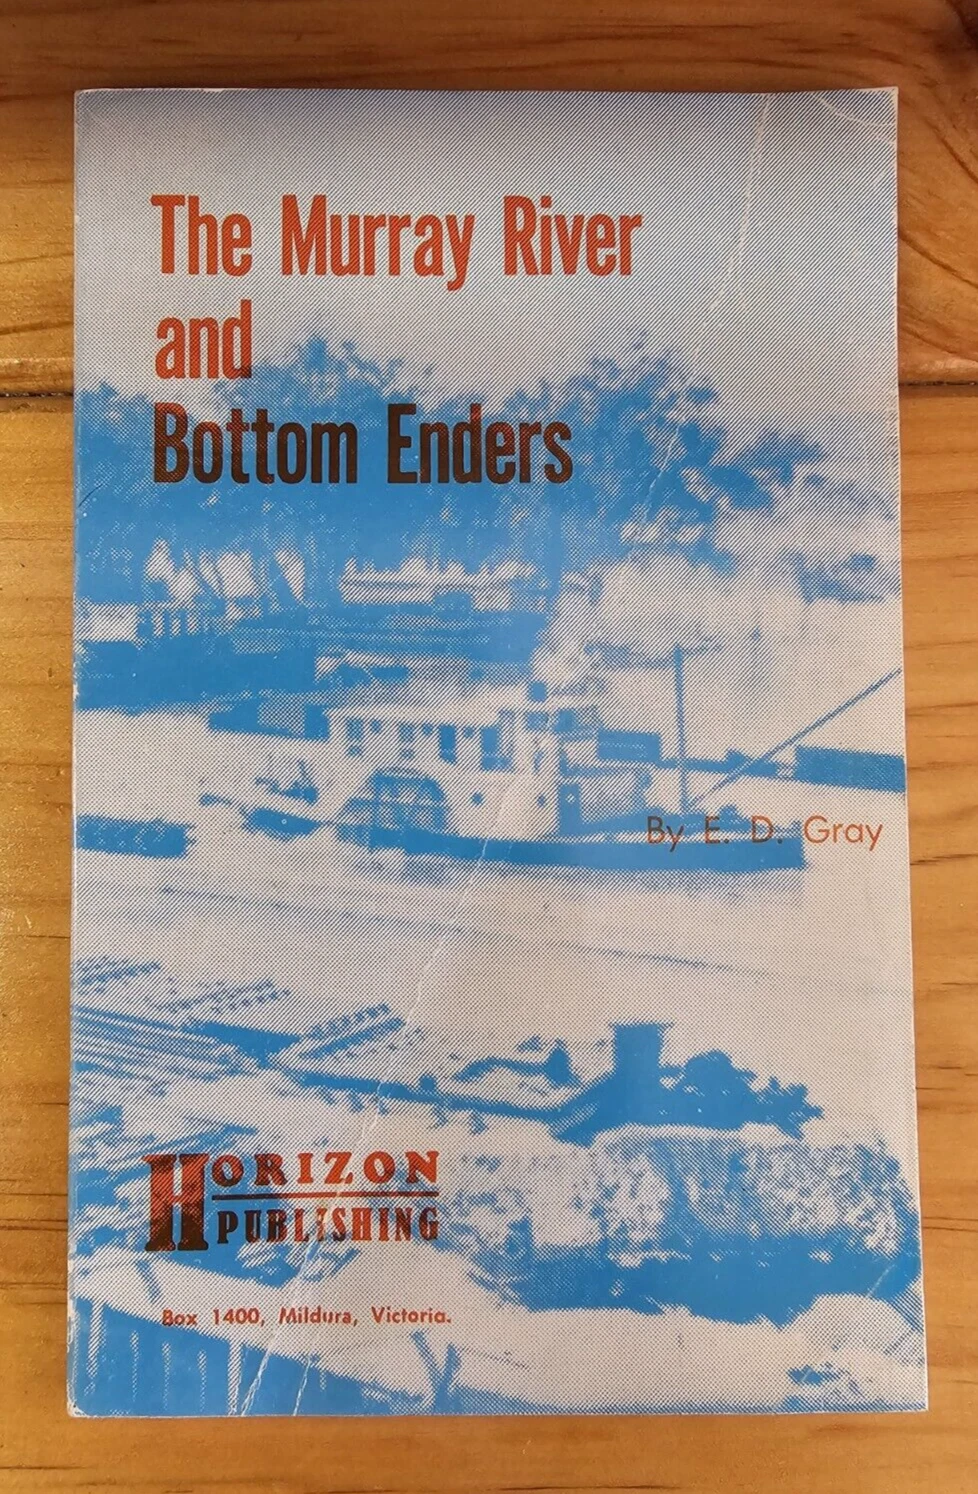 The Murray River
and
Bottom Enders
By E. D. Gray
HORIZON
PUBLISHING
Box 1400, Mildura, Victoria.